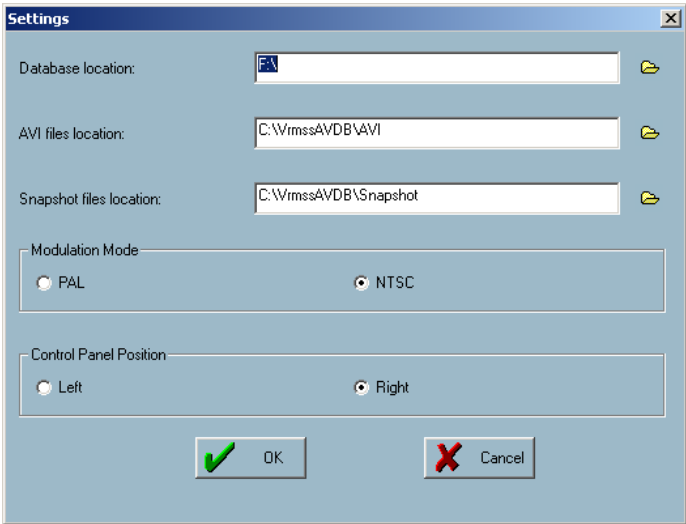 Settings
Database location:
F:\
AVI files location:
C:\VrmssAVDB\AVI
Snapshot files location:
C:\VrmssAVDB\Snapshot
Modulation Mode
PAL
NTSC
Control Panel Position
Left
Right
OK
Cancel